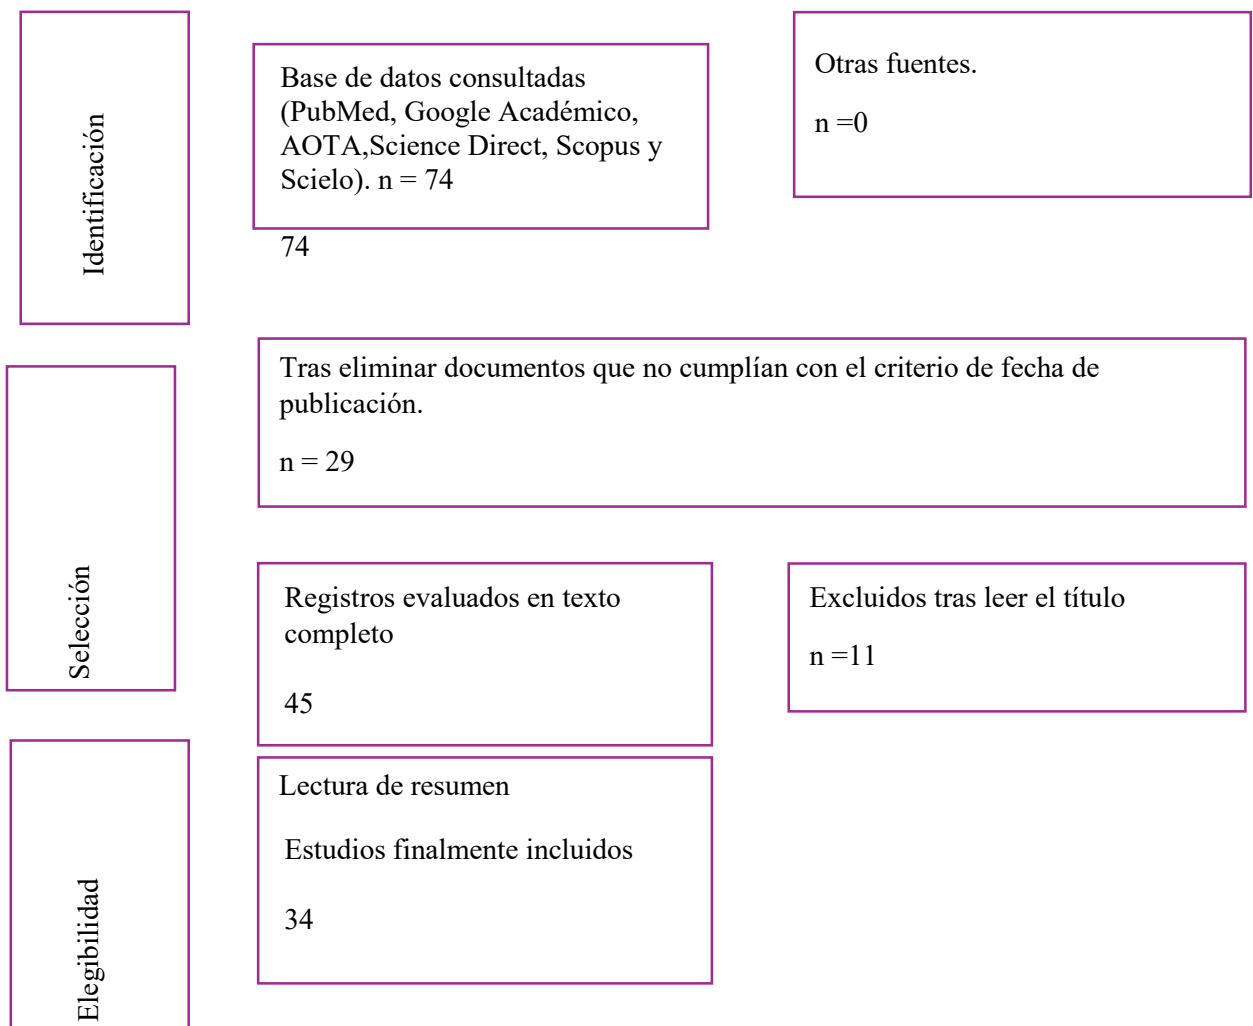 Identificación
Base de datos consultadas
(PubMed, Google Académico,
AOTA,Science Direct, Scopus y
Scielo). n = 74
74
Otras fuentes.
n =0
Selección
Tras eliminar documentos que no cumplían con el criterio de fecha de
publicación.
n = 29
Registros evaluados en texto
completo
45
Excluidos tras leer el título
n =11
Elegibilidad
Lectura de resumen
Estudios finalmente incluidos
34